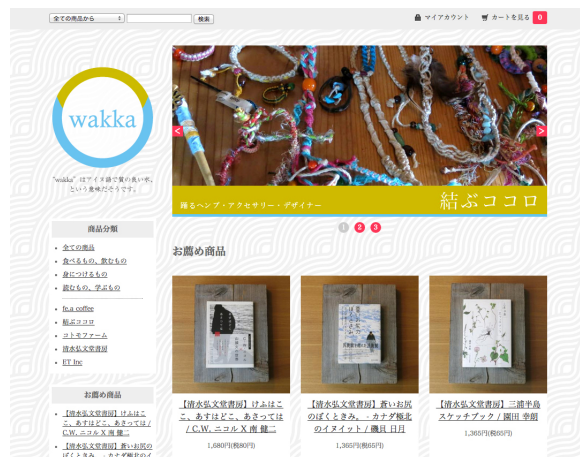 全ての商品から
検索
マイアカウント
カートを見る 0
wakka
"wakka" はアイヌ語で質の良い水、
という意味だそうです。
踊るヘンプ・アクセサリー・デザイナー
結ぶココロ
1 2 3
商品分類
全ての商品
食べるもの、飲むもの
身につけるもの
読むもの、学ぶもの
fe.a coffee
結ぶココロ
コトモファーム
清水弘文堂書房
ET Inc
お薦め商品
【清水弘文堂書房】けふはこ
こ、あすはどこ、あさっては
/ C.W. ニコル X 南 健二
【清水弘文堂書房】蒼いお尻の
ぼくときみ。 - カナダ極北のイ
お薦め商品
【清水弘文堂書房】けふはこ
こ、あすはどこ、あさっては
/ C.W. ニコル X 南 健二
1,680円(税80円)
【清水弘文堂書房】蒼いお尻
のぼくときみ。 - カナダ極北
のイヌイット / 磯貝 日月
1,365円(税65円)
【清水弘文堂書房】三浦半島
スケッチブック / 園田 幸朗
1,365円(税65円)